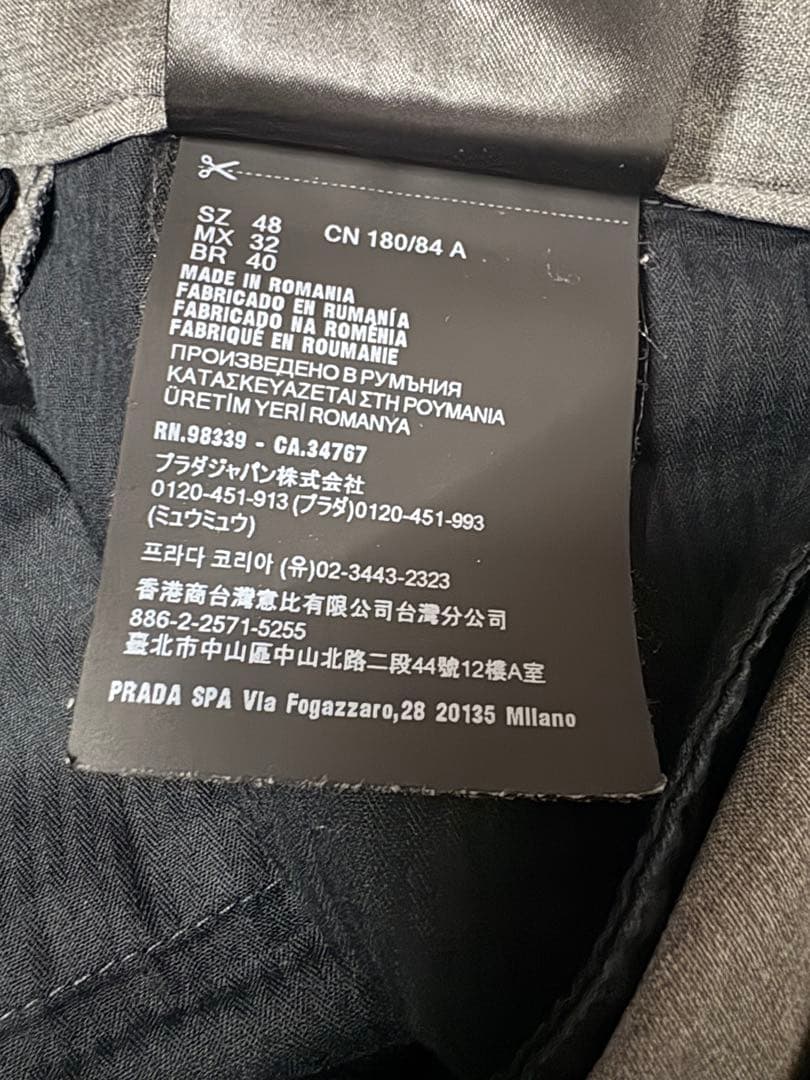 SZ 48 CN 180/84 A
MX 32
BR 40
MADE IN ROMANIA
FABRICADO EN RUMANÍA
FABRICADO NA ROMÉNIA
FABRIQUÉ EN ROUMANIE
ПРОИЗВЕДЕНО В РУМЪНИЯ
ΚΑΤΑΣΚΕΥΑΖΕΤΑΙ ΣΤΗ ΡΟΥΜΑΝΙΑ
ÜRETİM YERİ ROMANYA
RN.98339 - CA.34767
プラダジャパン株式会社
0120-451-913 (プラダ)0120-451-993
(ミュウミュウ)
프라다 코리아 (유)02-3443-2323
香港商台灣意比有限公司台灣分公司
886-2-2571-5255
臺北市中山區中山北路二段44號12樓A室
PRADA SPA Via Fogazzaro,28 20135 Milano